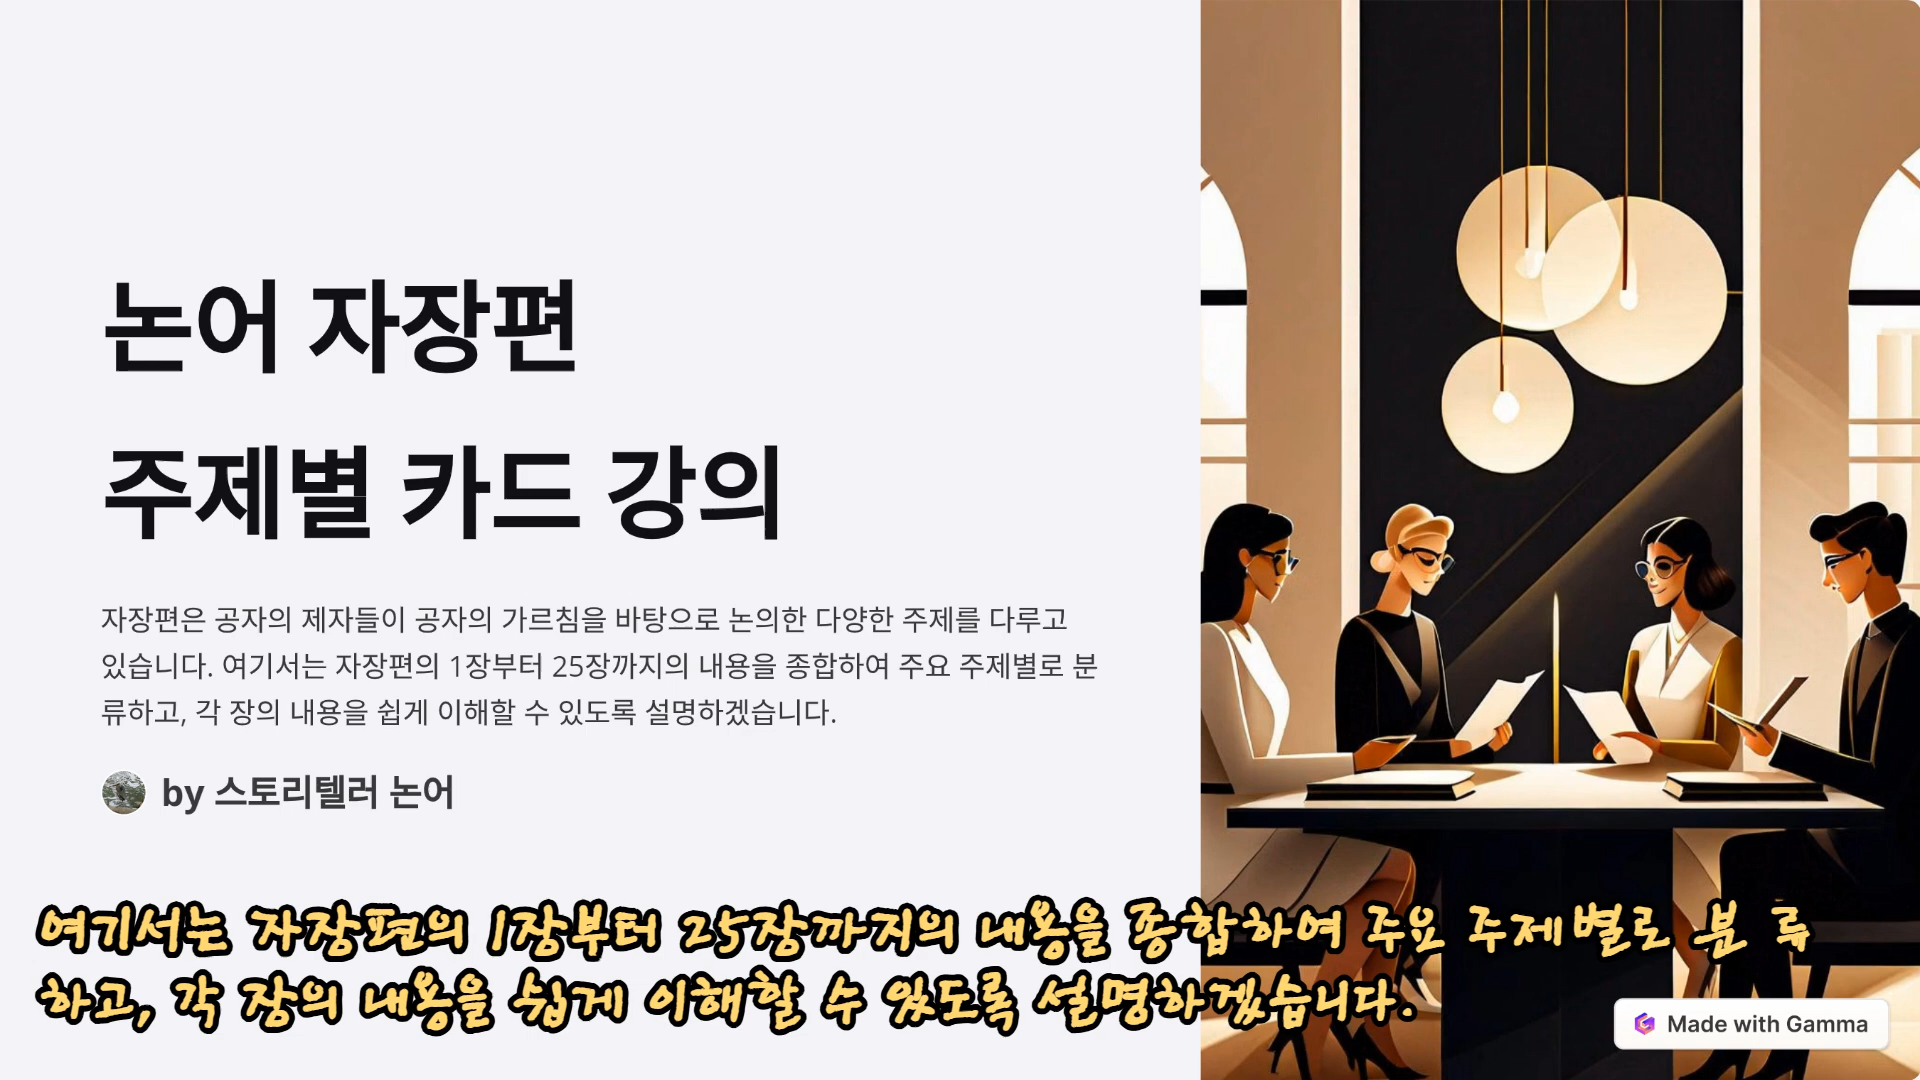 논어 자장편
주제별 카드 강의
자장편은 공자의 제자들이 공자의 가르침을 바탕으로 논의한 다양한 주제를 다루고
있습니다. 여기서는 자장편의 1장부터 25장까지의 내용을 종합하여 주요 주제별로 분
류하고, 각 장의 내용을 쉽게 이해할 수 있도록 설명하겠습니다.
by 스토리텔러 논어
여기서는 자장편의 1장부터 25장까지의 내용을 종합하여 주요 주제별로 분 류
하고, 각 장의 내용을 쉽게 이해할 수 있도록 설명하겠습니다.
Made with Gamma